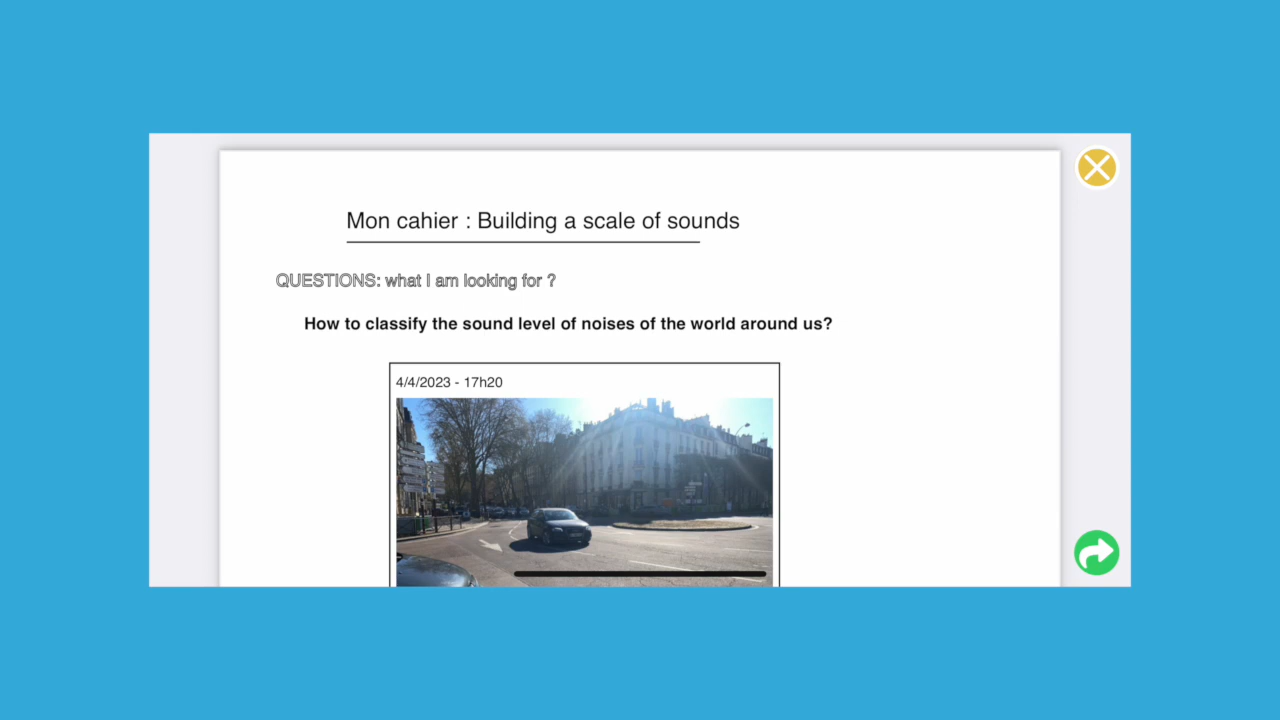 Mon cahier : Building a scale of sounds
QUESTIONS: what I am looking for ?
How to classify the sound level of noises of the world around us?
4/4/2023 - 17h20